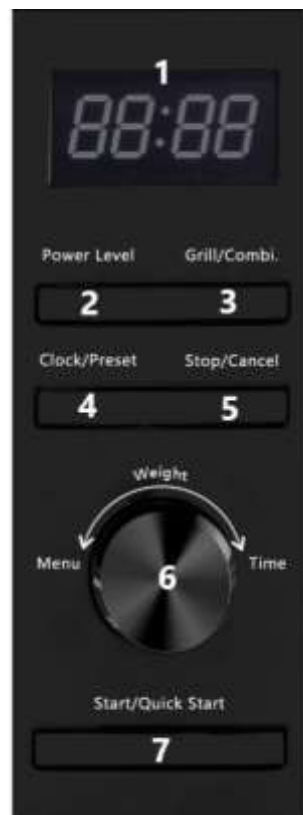 1
88:88
Power Level Grill/Combi.
2 3
Clock/Preset Stop/Cancel
4 5
Weight
Menu 6 Time
Start/Quick Start
7